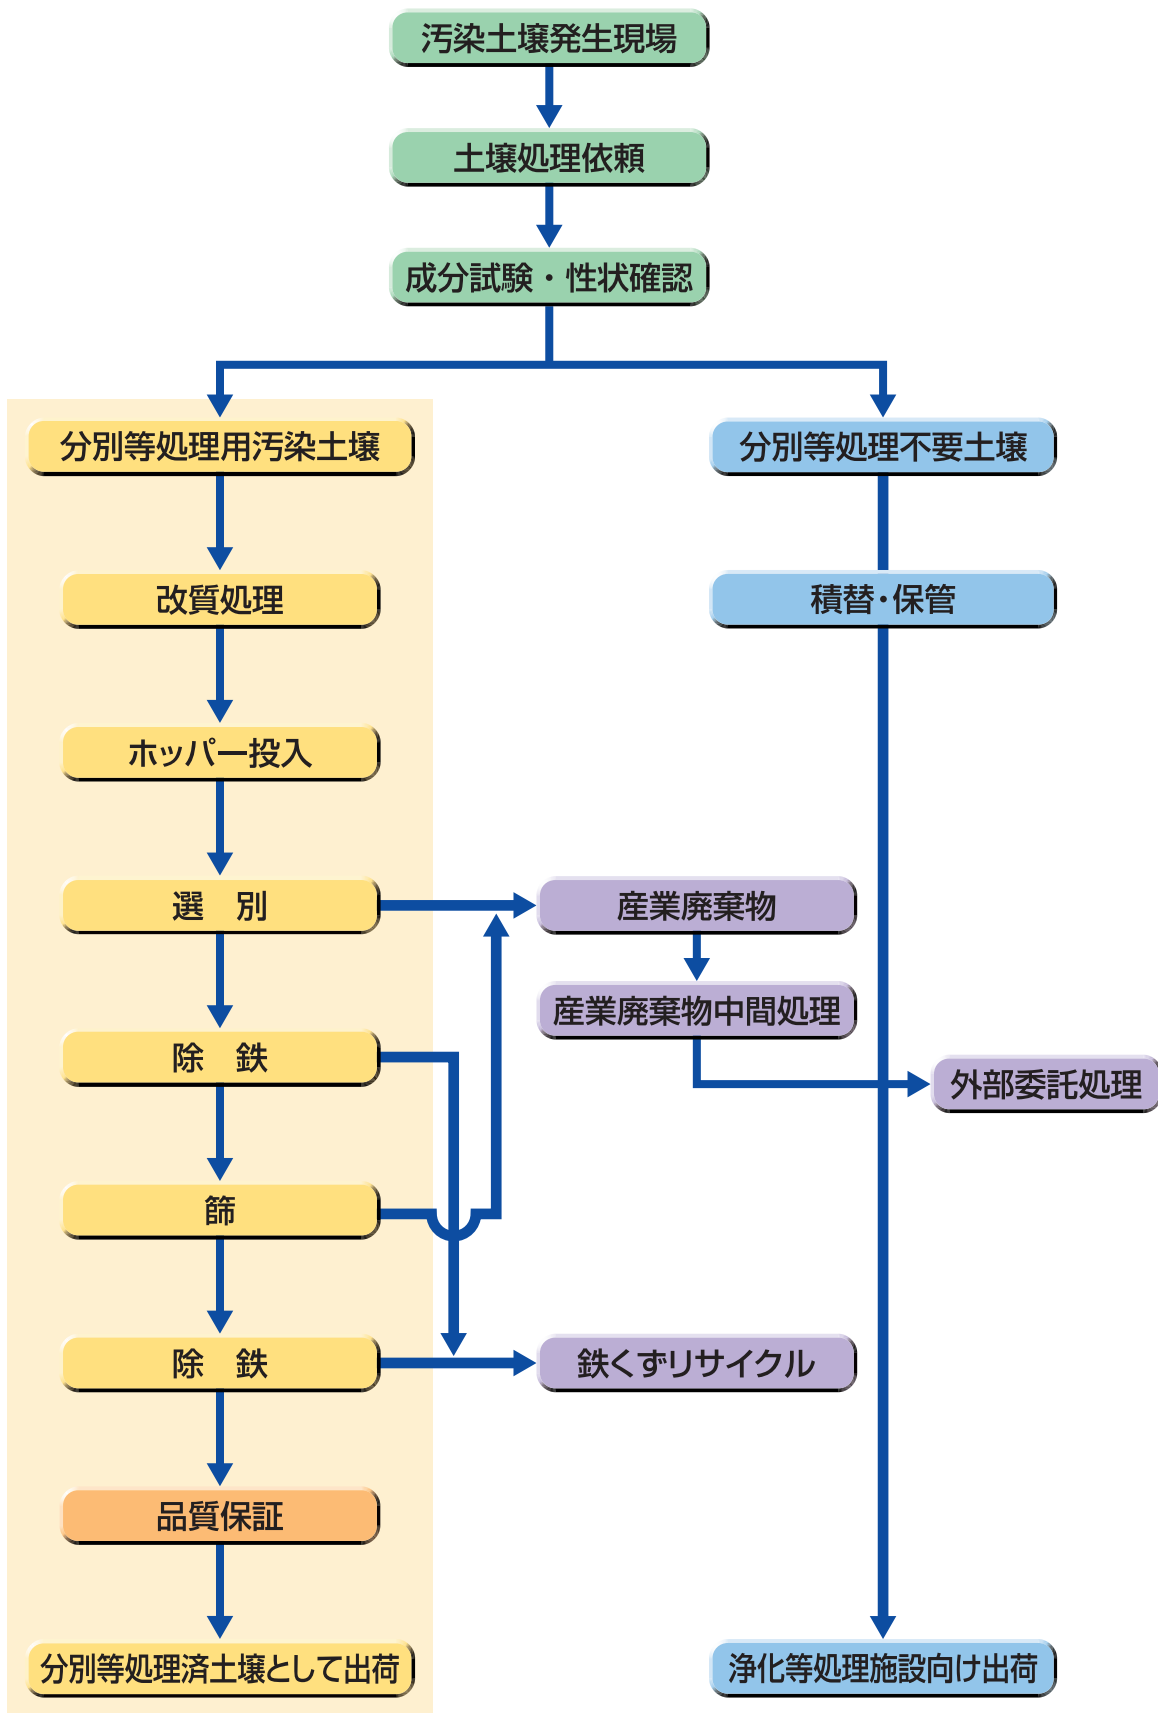 汚染土壌発生現場
土壌処理依頼
成分試験・性状確認
分別等処理用汚染土壌
分別等処理不要土壌
改質処理
積替・保管
ホッパー投入
選　別
産業廃棄物
産業廃棄物中間処理
除　鉄
外部委託処理
篩
除　鉄
鉄くずリサイクル
品質保証
分別等処理済土壌として出荷
浄化等処理施設向け出荷